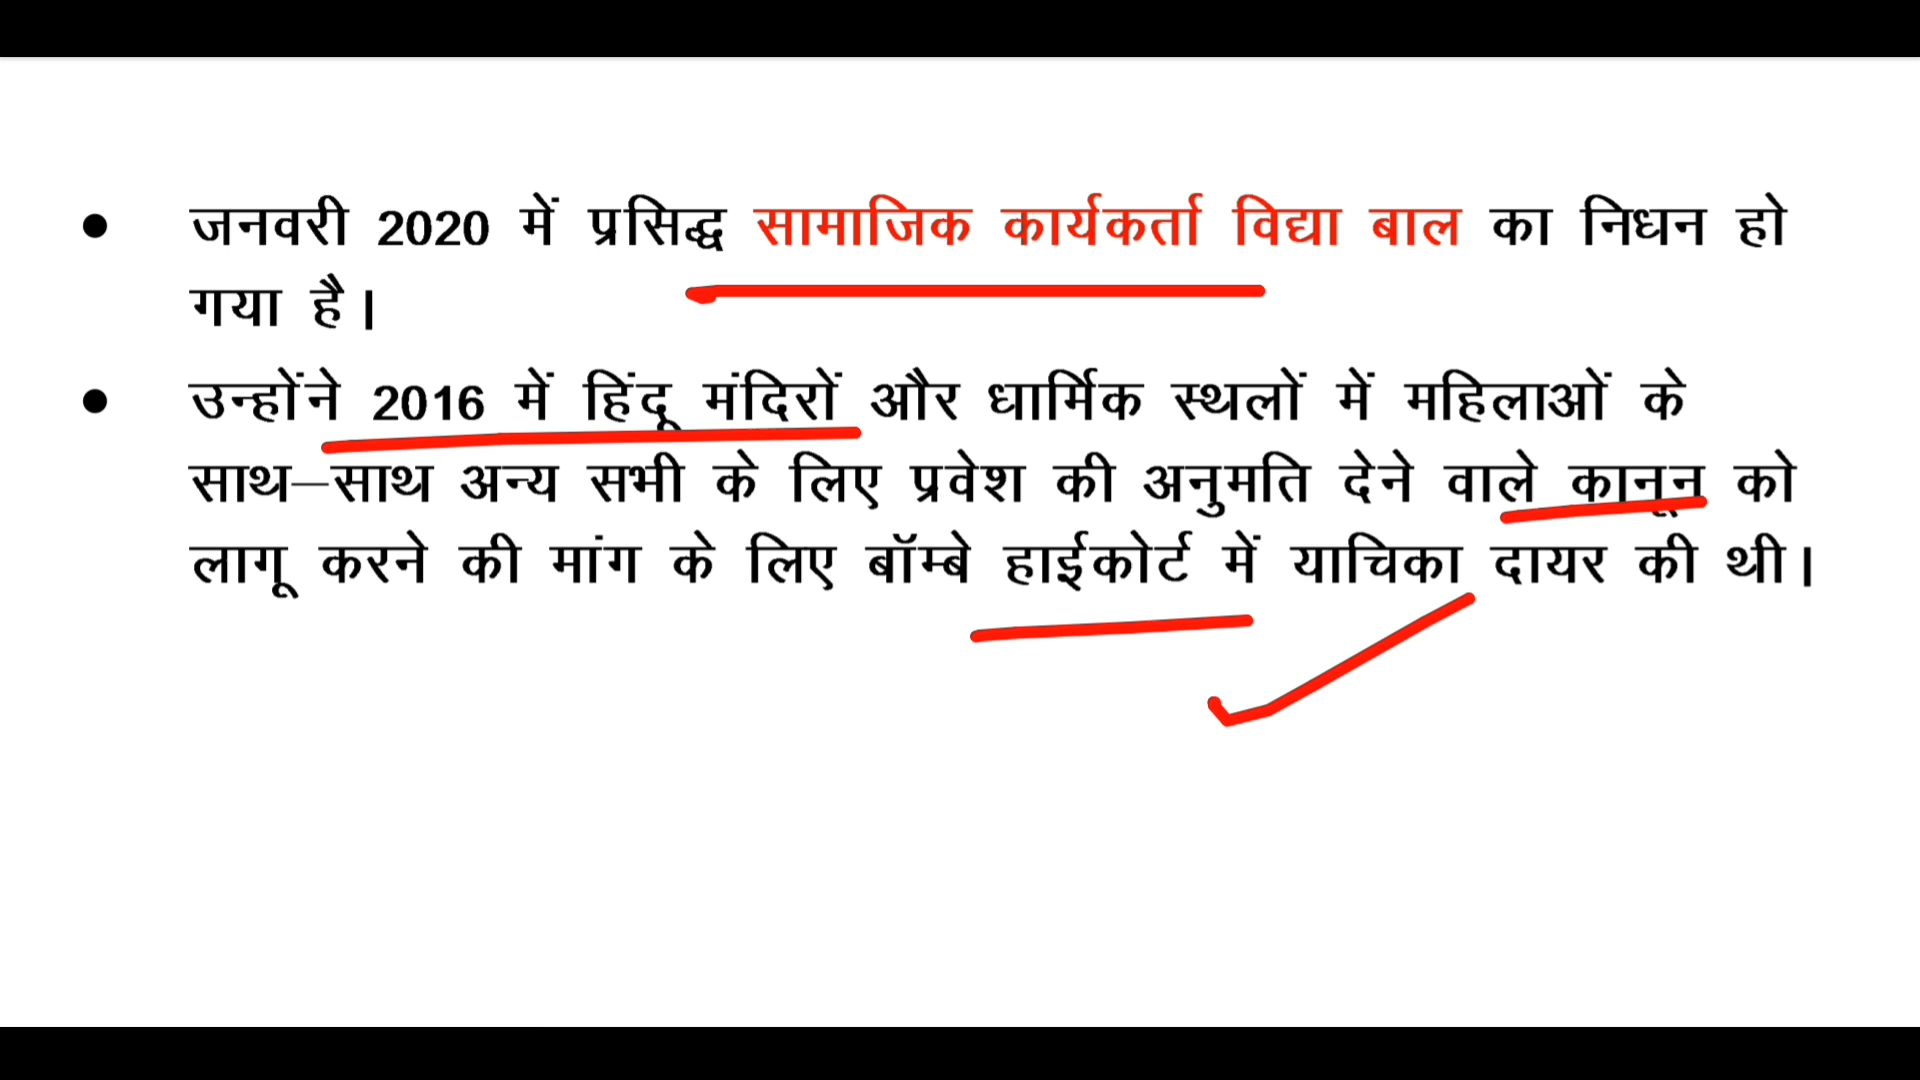 ● जनवरी 2020 में प्रसिद्ध सामाजिक कार्यकर्ता विद्या बाल का निधन हो
गया है।
● उन्होंने 2016 में हिंदू मंदिरों और धार्मिक स्थलों में महिलाओं के
साथ–साथ अन्य सभी के लिए प्रवेश की अनुमति देने वाले कानून को
लागू करने की मांग के लिए बॉम्बे हाईकोर्ट में याचिका दायर की थी।